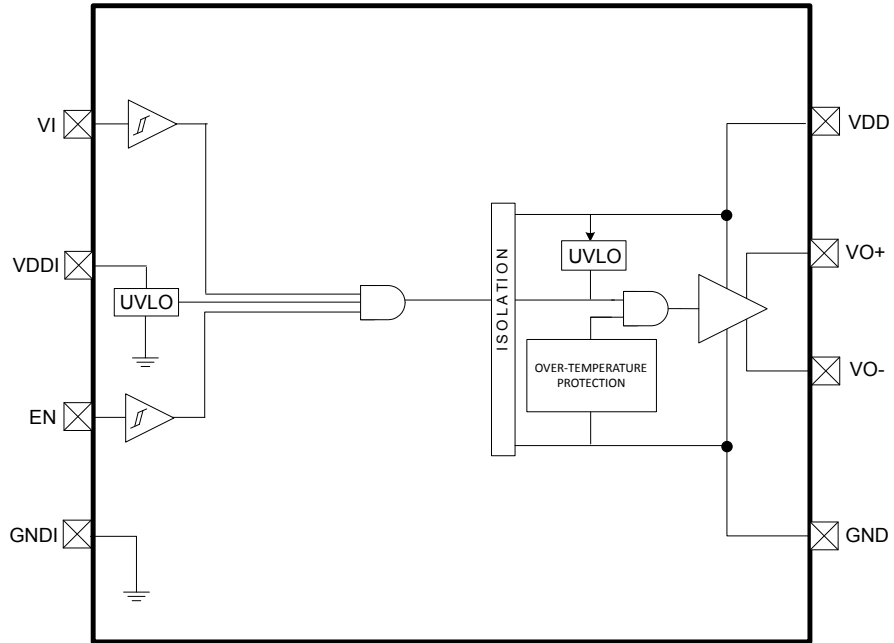 VI
VDD
VDDI
UVLO
EN
GNDI
ISOLATION
UVLO
OVER-TEMPERATURE
PROTECTION
VO+
VO-
GND